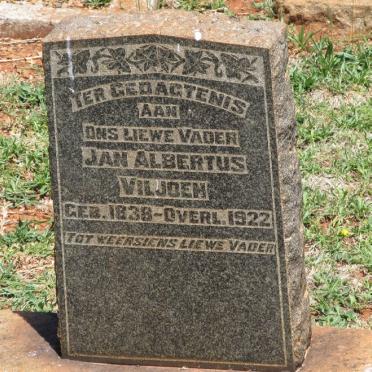 TER GEDAGTENIS
AAN
ONS LIEWE VADER
JAN ALBERTUS
VILJOEN
GEB. 1838 - OVERL. 1922
TOT WEERSIENS LIEWE VADER